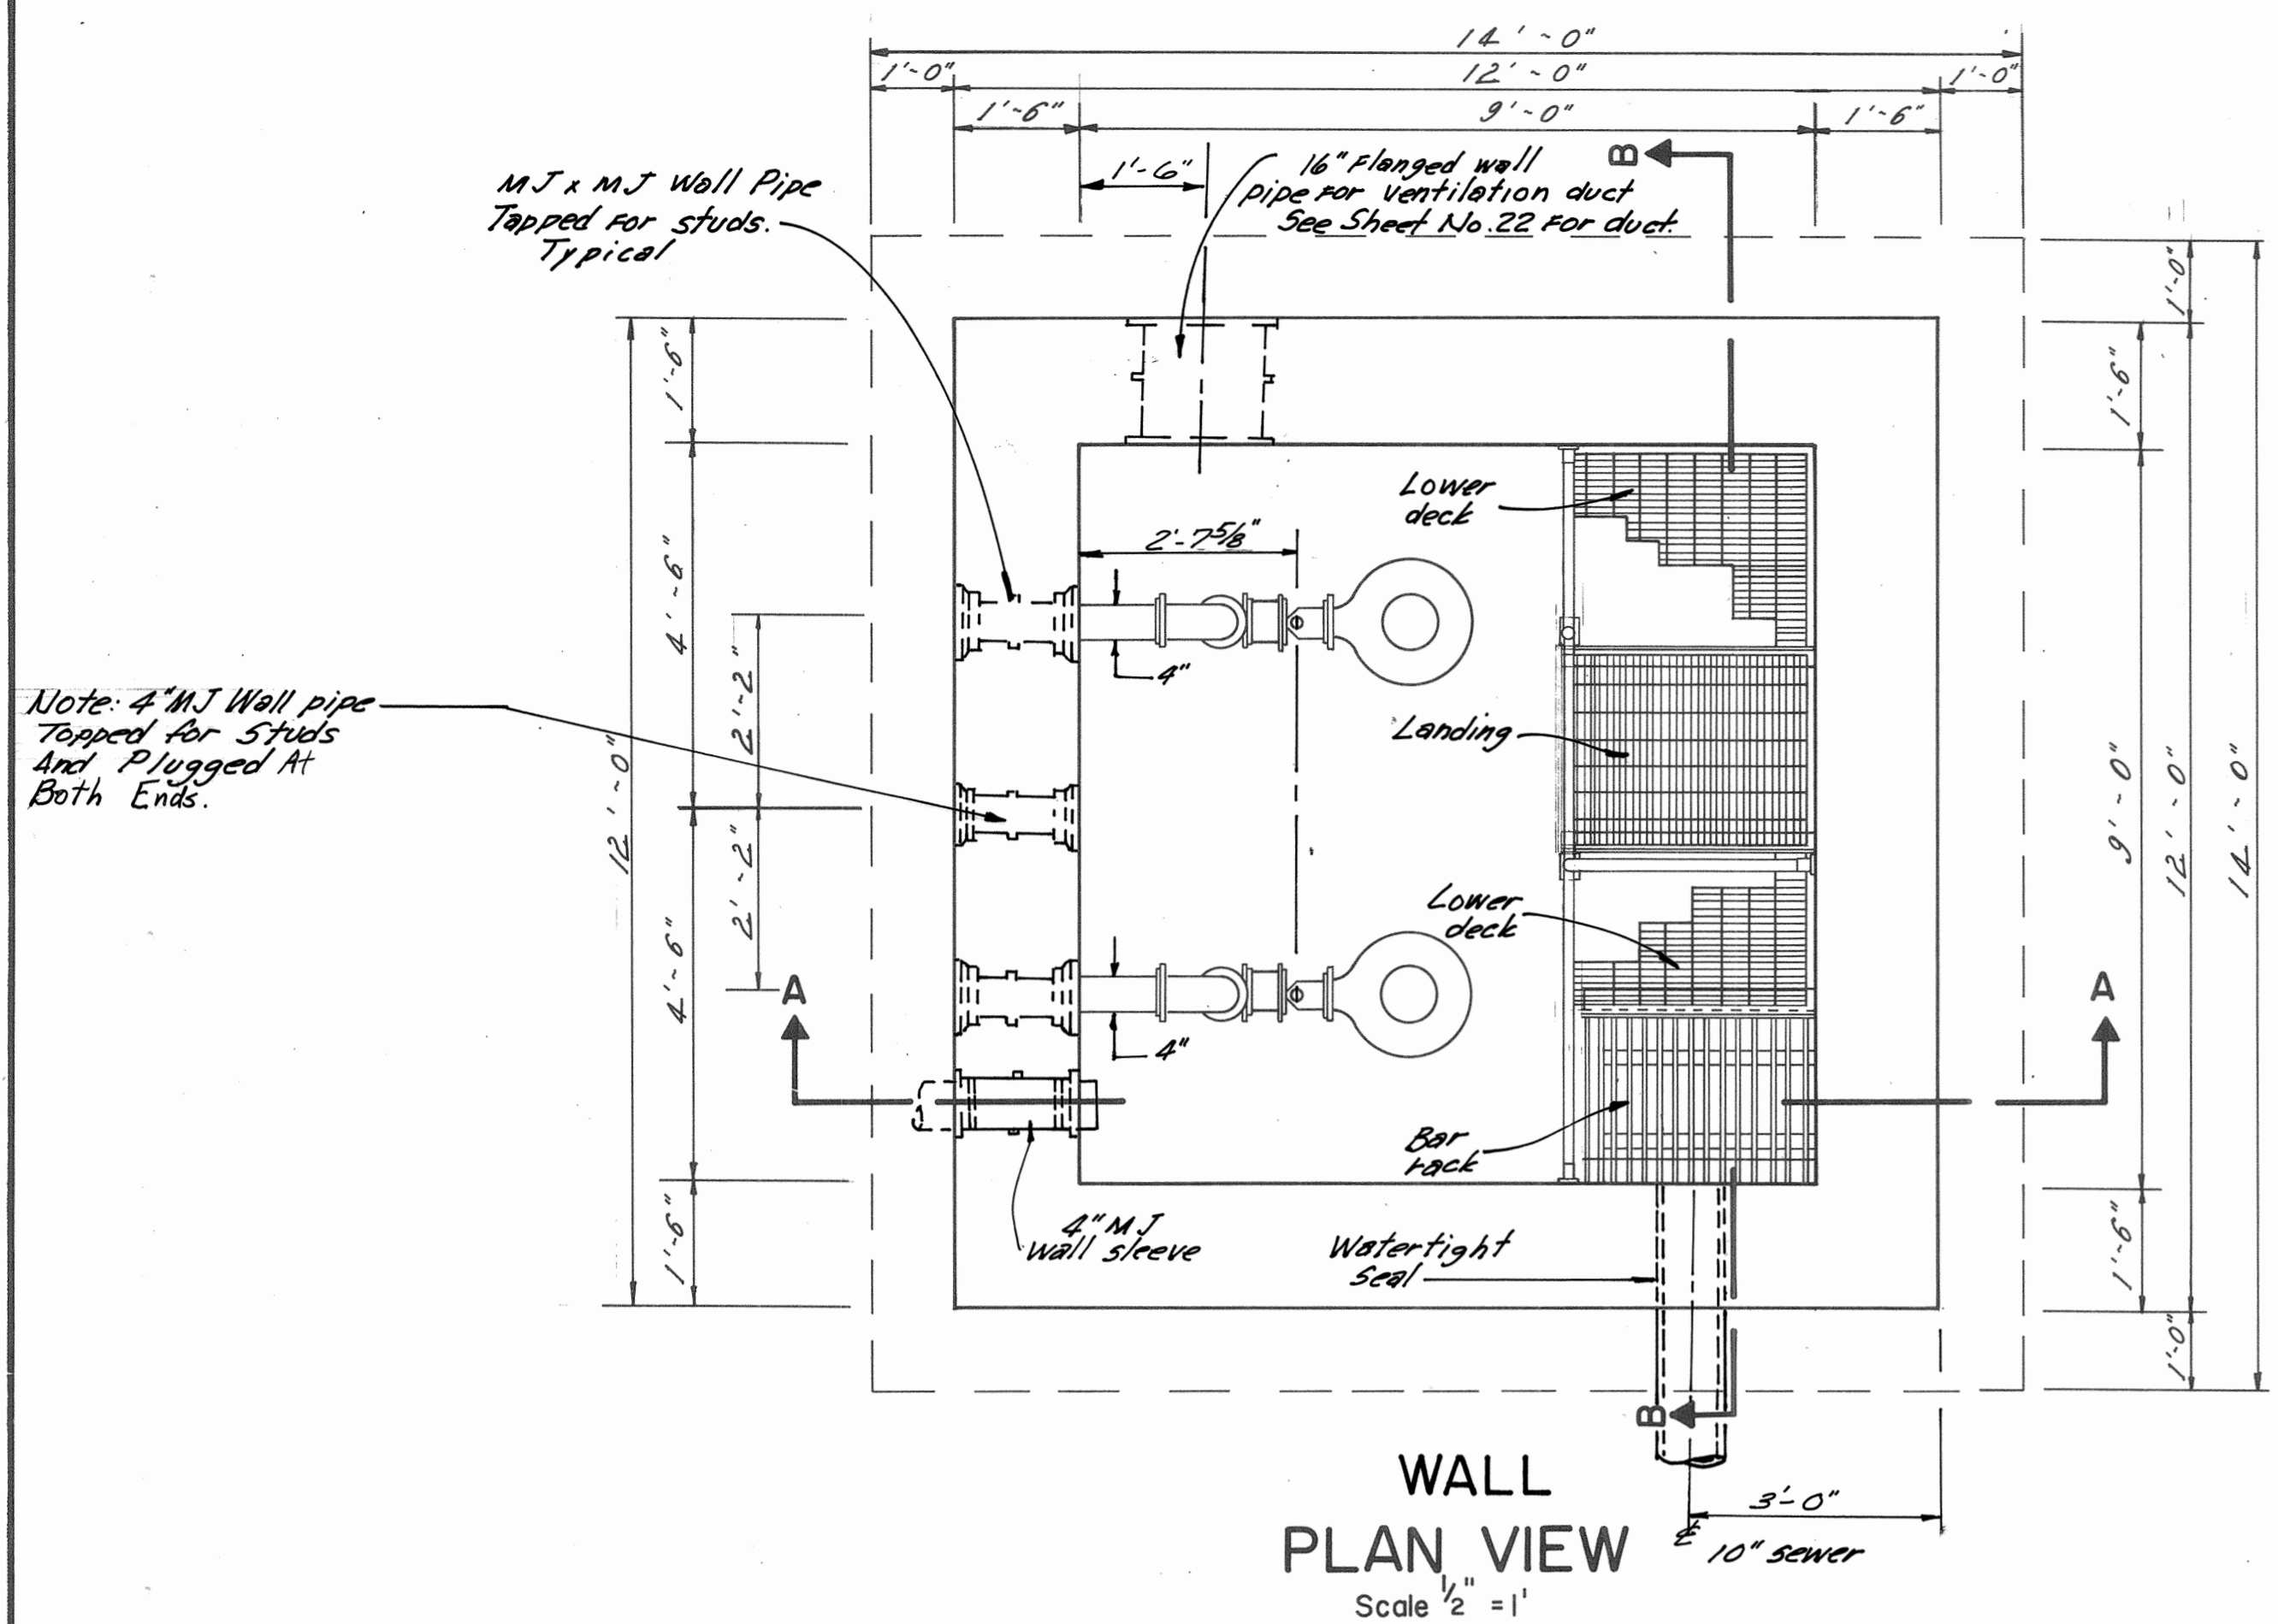 14'-0"
1'-0"
12'-0"
1'-0"
1'-6"
9'-0"
1'-6"
1'-6"
16" Flanged wall
pipe for ventilation duct
See Sheet No. 22 for duct.
B
MJ x MJ Wall Pipe
Tapped for studs.
Typical
1'-0"
1'-6"
1'-6"
Lower
deck
2'-7 5/8"
4'-6"
4"
2'-2"
Note: 4" MJ Wall pipe
Topped for Studs
And Plugged At
Both Ends.
Landing
12'-0"
9'-0"
12'-0"
14'-0"
2'-2"
Lower
deck
4'-6"
A
A
4"
Bar
rack
1'-6"
4" MJ
wall sleeve
Watertight
seal
1'-6"
1'-0"
B
WALL
PLAN VIEW
Scale 1/2" = 1'
3'-0"
℄
10" sewer